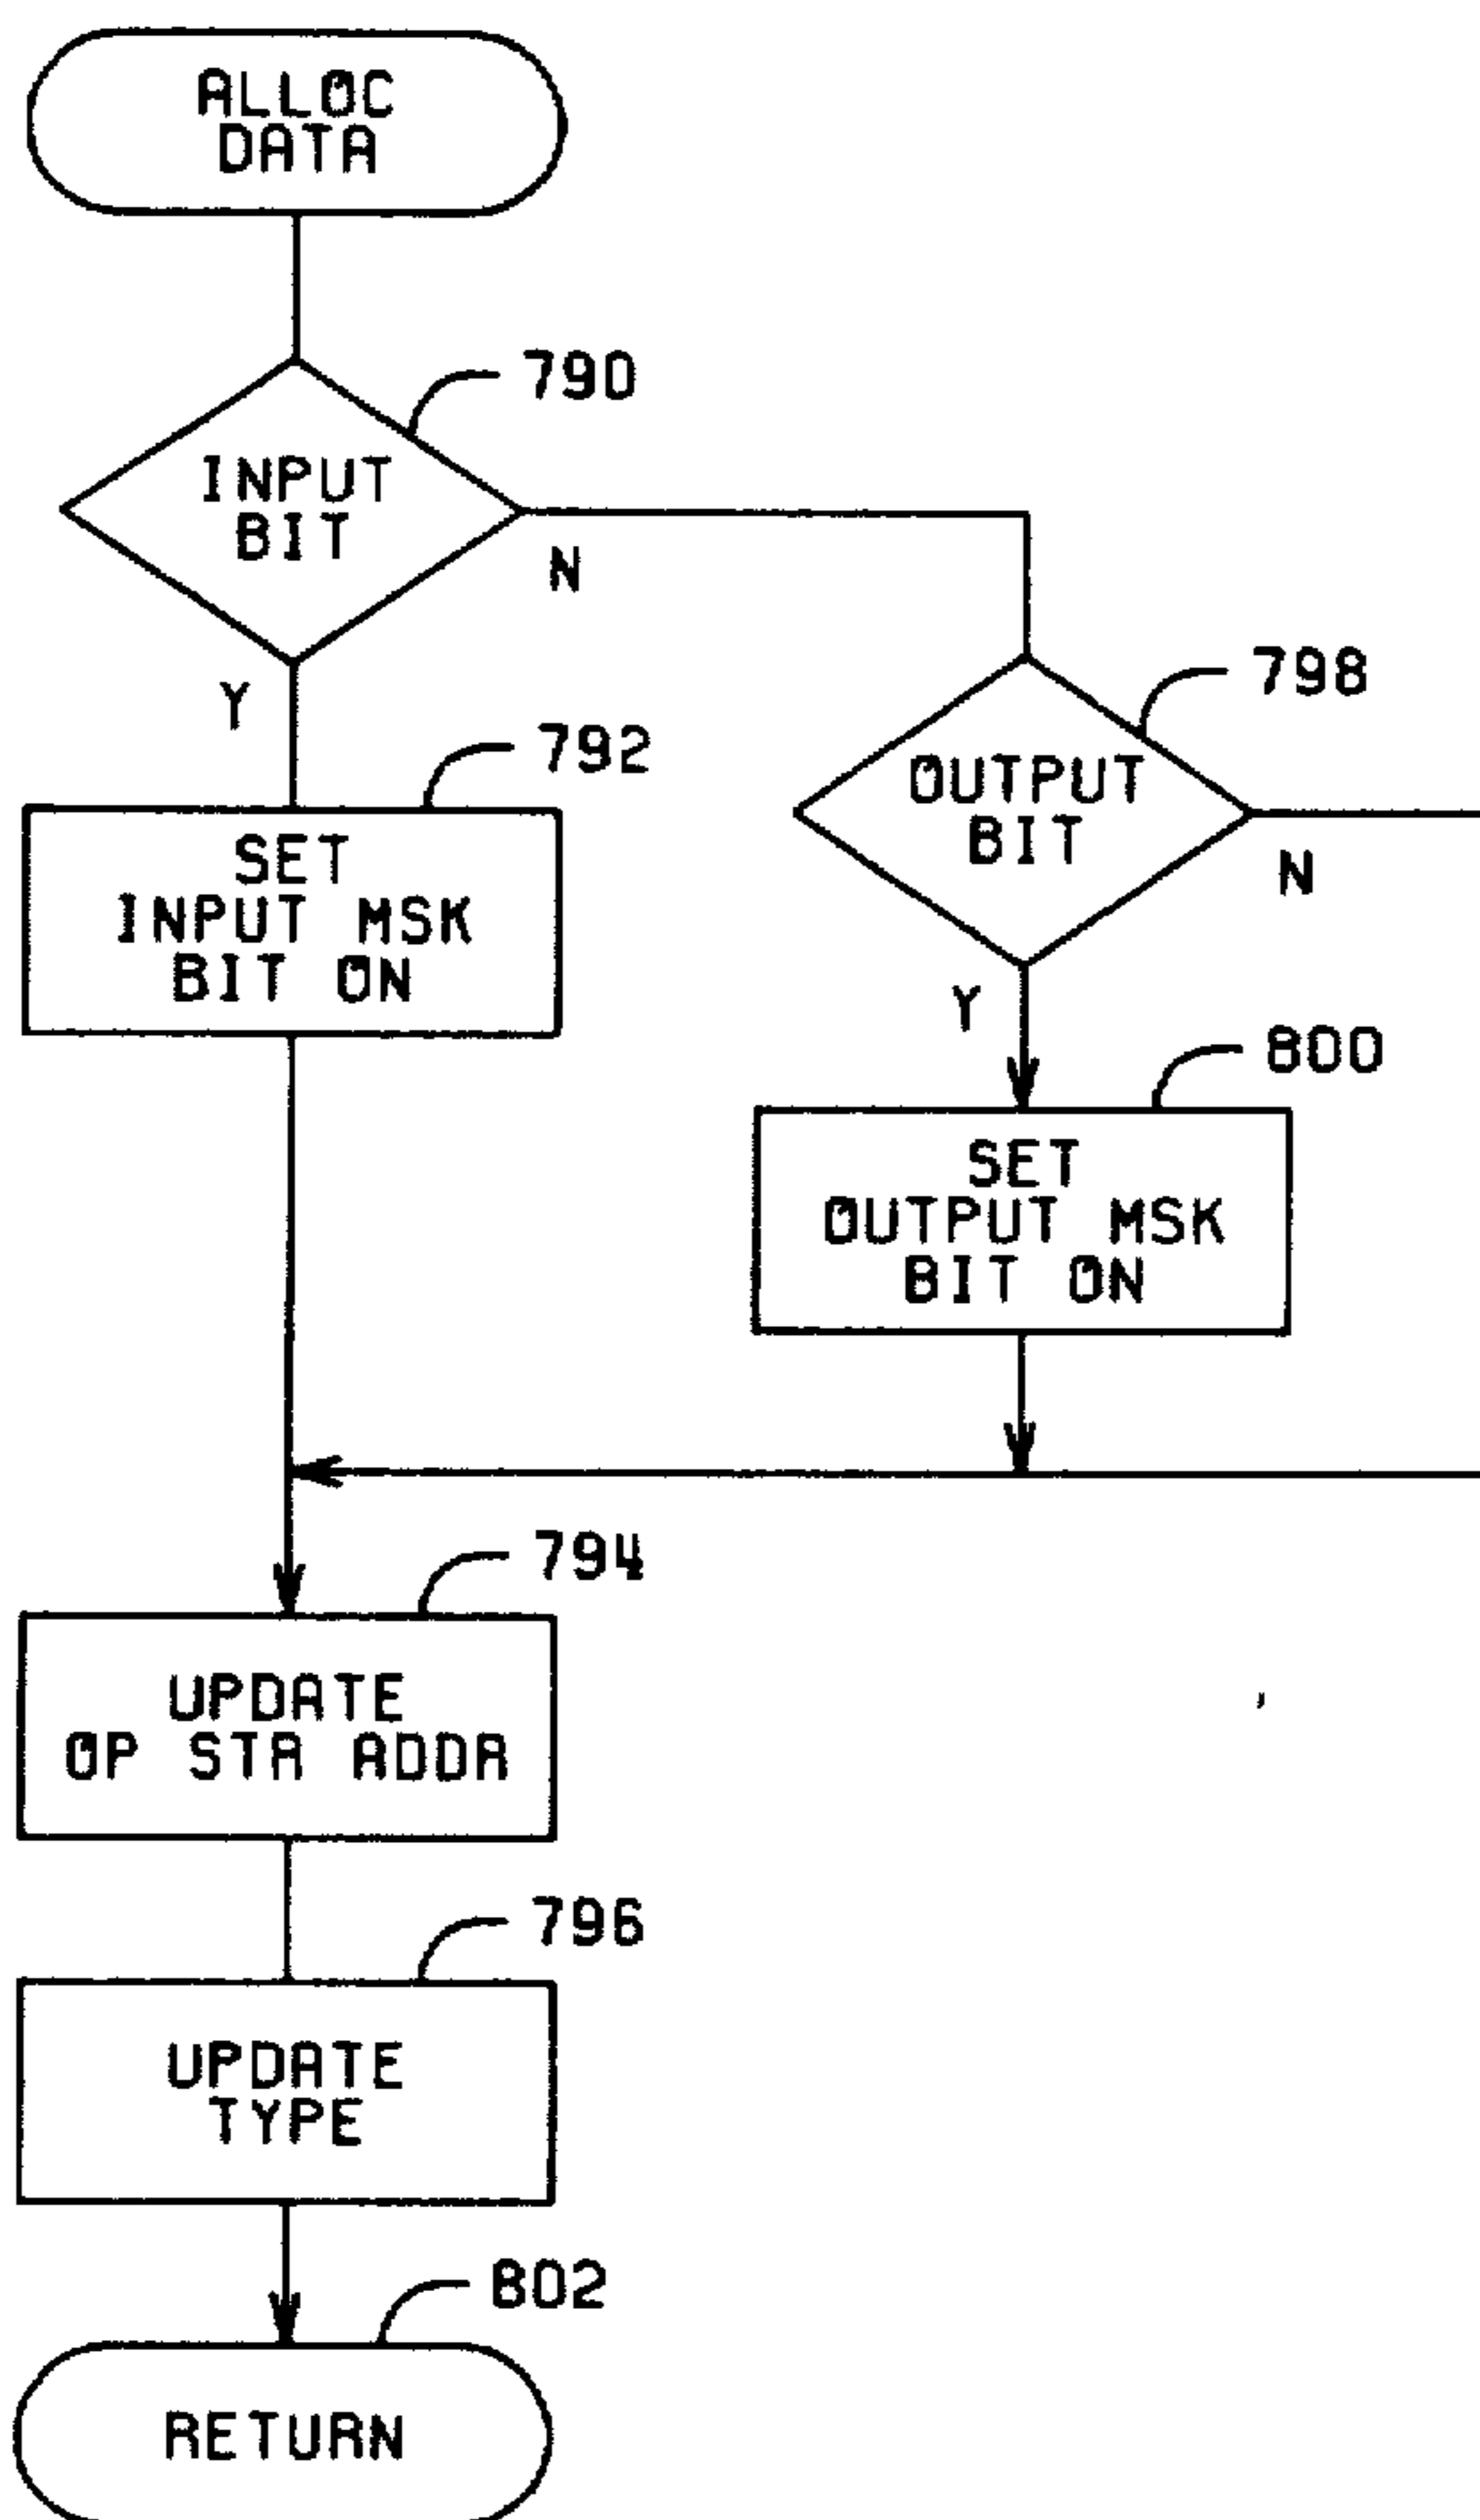 ALLOC
DATA
790
INPUT
BIT
N
Y
798
OUTPUT
BIT
N
Y
792
SET
INPUT MSK
BIT ON
800
SET
OUTPUT MSK
BIT ON
794
UPDATE
OP STA ADDR
796
UPDATE
TYPE
802
RETURN